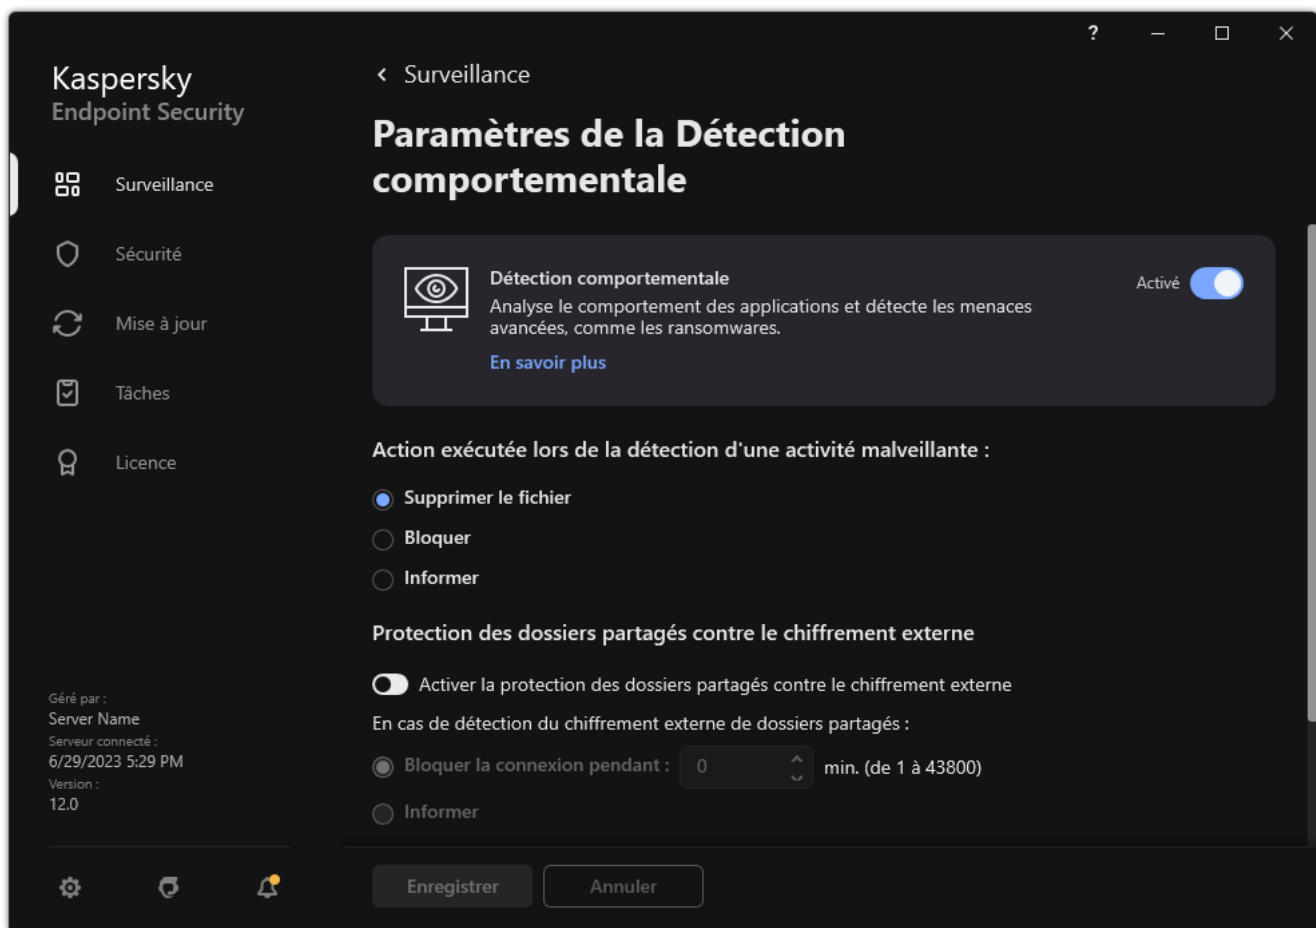 ?
Kaspersky
Endpoint Security
Surveillance
Sécurité
Mise à jour
Tâches
Licence
Géré par :
Server Name
Serveur connecté :
6/29/2023 5:29 PM
Version :
12.0
Surveillance
Paramètres de la Détection
comportementale
Détection comportementale
Analyse le comportement des applications et détecte les menaces
avancées, comme les ransomwares.
En savoir plus
Activé
Action exécutée lors de la détection d'une activité malveillante :
Supprimer le fichier
Bloquer
Informer
Protection des dossiers partagés contre le chiffrement externe
Activer la protection des dossiers partagés contre le chiffrement externe
En cas de détection du chiffrement externe de dossiers partagés :
Bloquer la connexion pendant : 0 min. (de 1 à 43800)
Informer
Enregistrer Annuler